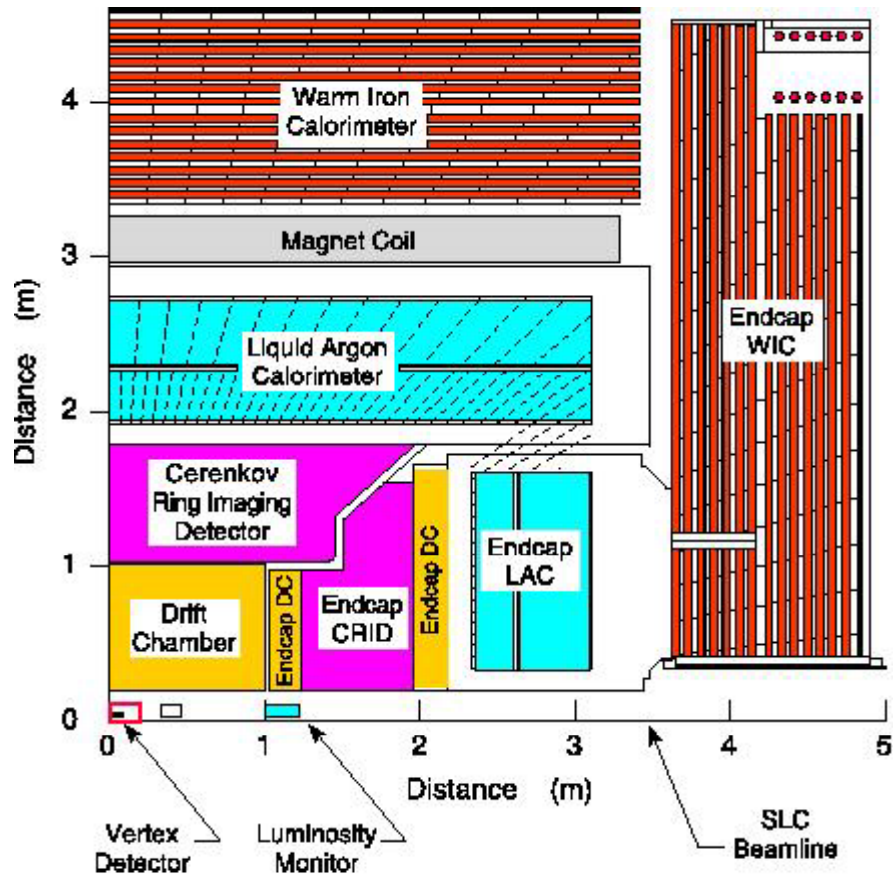 Warm Iron
Calorimeter
Magnet Coil
Liquid Argon
Calorimeter
Endcap
WIC
Cerenkov
Ring Imaging
Detector
Endcap DC
Endcap
LAC
Drift
Chamber
Endcap DC
Endcap
CRID
4
3
2
1
0
Distance (m)
0 1 2 3 4 5
Distance (m)
Vertex
Detector
Luminosity
Monitor
SLC
Beamline